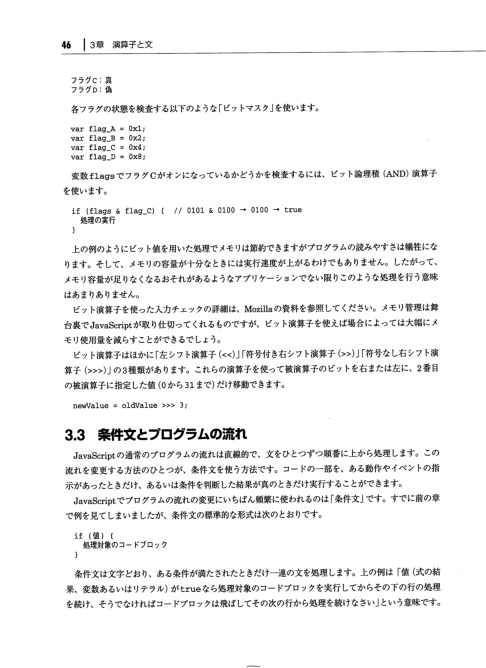 46 3章 演算子と文
フラグC：真
フラグD：偽
各フラグの状態を検査する以下のような「ビットマスク」を使います。
var flag_A = 0x1;
var flag_B = 0x2;
var flag_C = 0x4;
var flag_D = 0x8;
変数flagsでフラグCがオンになっているかどうかを検査するには、ビット論理積（AND）演算子
を使います。
if (flags & flag_C) { // 0101 & 0100 → 0100 → true
処理の実行
}
上の例のようにビット値を用いた処理でメモリは節約できますがプログラムの読みやすさは犠牲にな
ります。そして、メモリの容量が十分なときには実行速度が上がるわけでもありません。したがって、
メモリ容量が足りなくなるおそれがあるようなアプリケーションでない限りこのような処理を行う意味
はあまりありません。
ビット演算子を使った入力チェックの詳細は、Mozillaの資料を参照してください。メモリ管理は舞
台裏でJavaScriptが取り仕切ってくれるものですが、ビット演算子を使えば場合によっては大幅にメ
モリ使用量を減らすことができるでしょう。
ビット演算子はほかに「左シフト演算子（<<）」「符号付き右シフト演算子（>>）」「符号なし右シフト演
算子（>>>）」の3種類があります。これらの演算子を使って被演算子のビットを右または左に、2番目
の被演算子に指定した値（0から31まで）だけ移動できます。
newValue = oldValue >>> 3;
3.3 条件文とプログラムの流れ
JavaScriptの通常のプログラムの流れは直線的で、文をひとつずつ順番に上から処理します。この
流れを変更する方法のひとつが、条件文を使う方法です。コードの一部を、ある動作やイベントの指
示があったときだけ、あるいは条件を判断した結果が真のときだけ実行することができます。
JavaScriptでプログラムの流れの変更にいちばん頻繁に使われるのは「条件文」です。すでに前の章
で例を見てしまいましたが、条件文の標準的な形式は次のとおりです。
if (値) {
処理対象のコードブロック
}
条件文は文字どおり、ある条件が満たされたときだけ一連の文を処理します。上の例は「値（式の結
果、変数あるいはリテラル）がtrueなら処理対象のコードブロックを実行してからその下の行の処理
を続け、そうでなければコードブロックは飛ばしてその次の行から処理を続けなさい」という意味です。